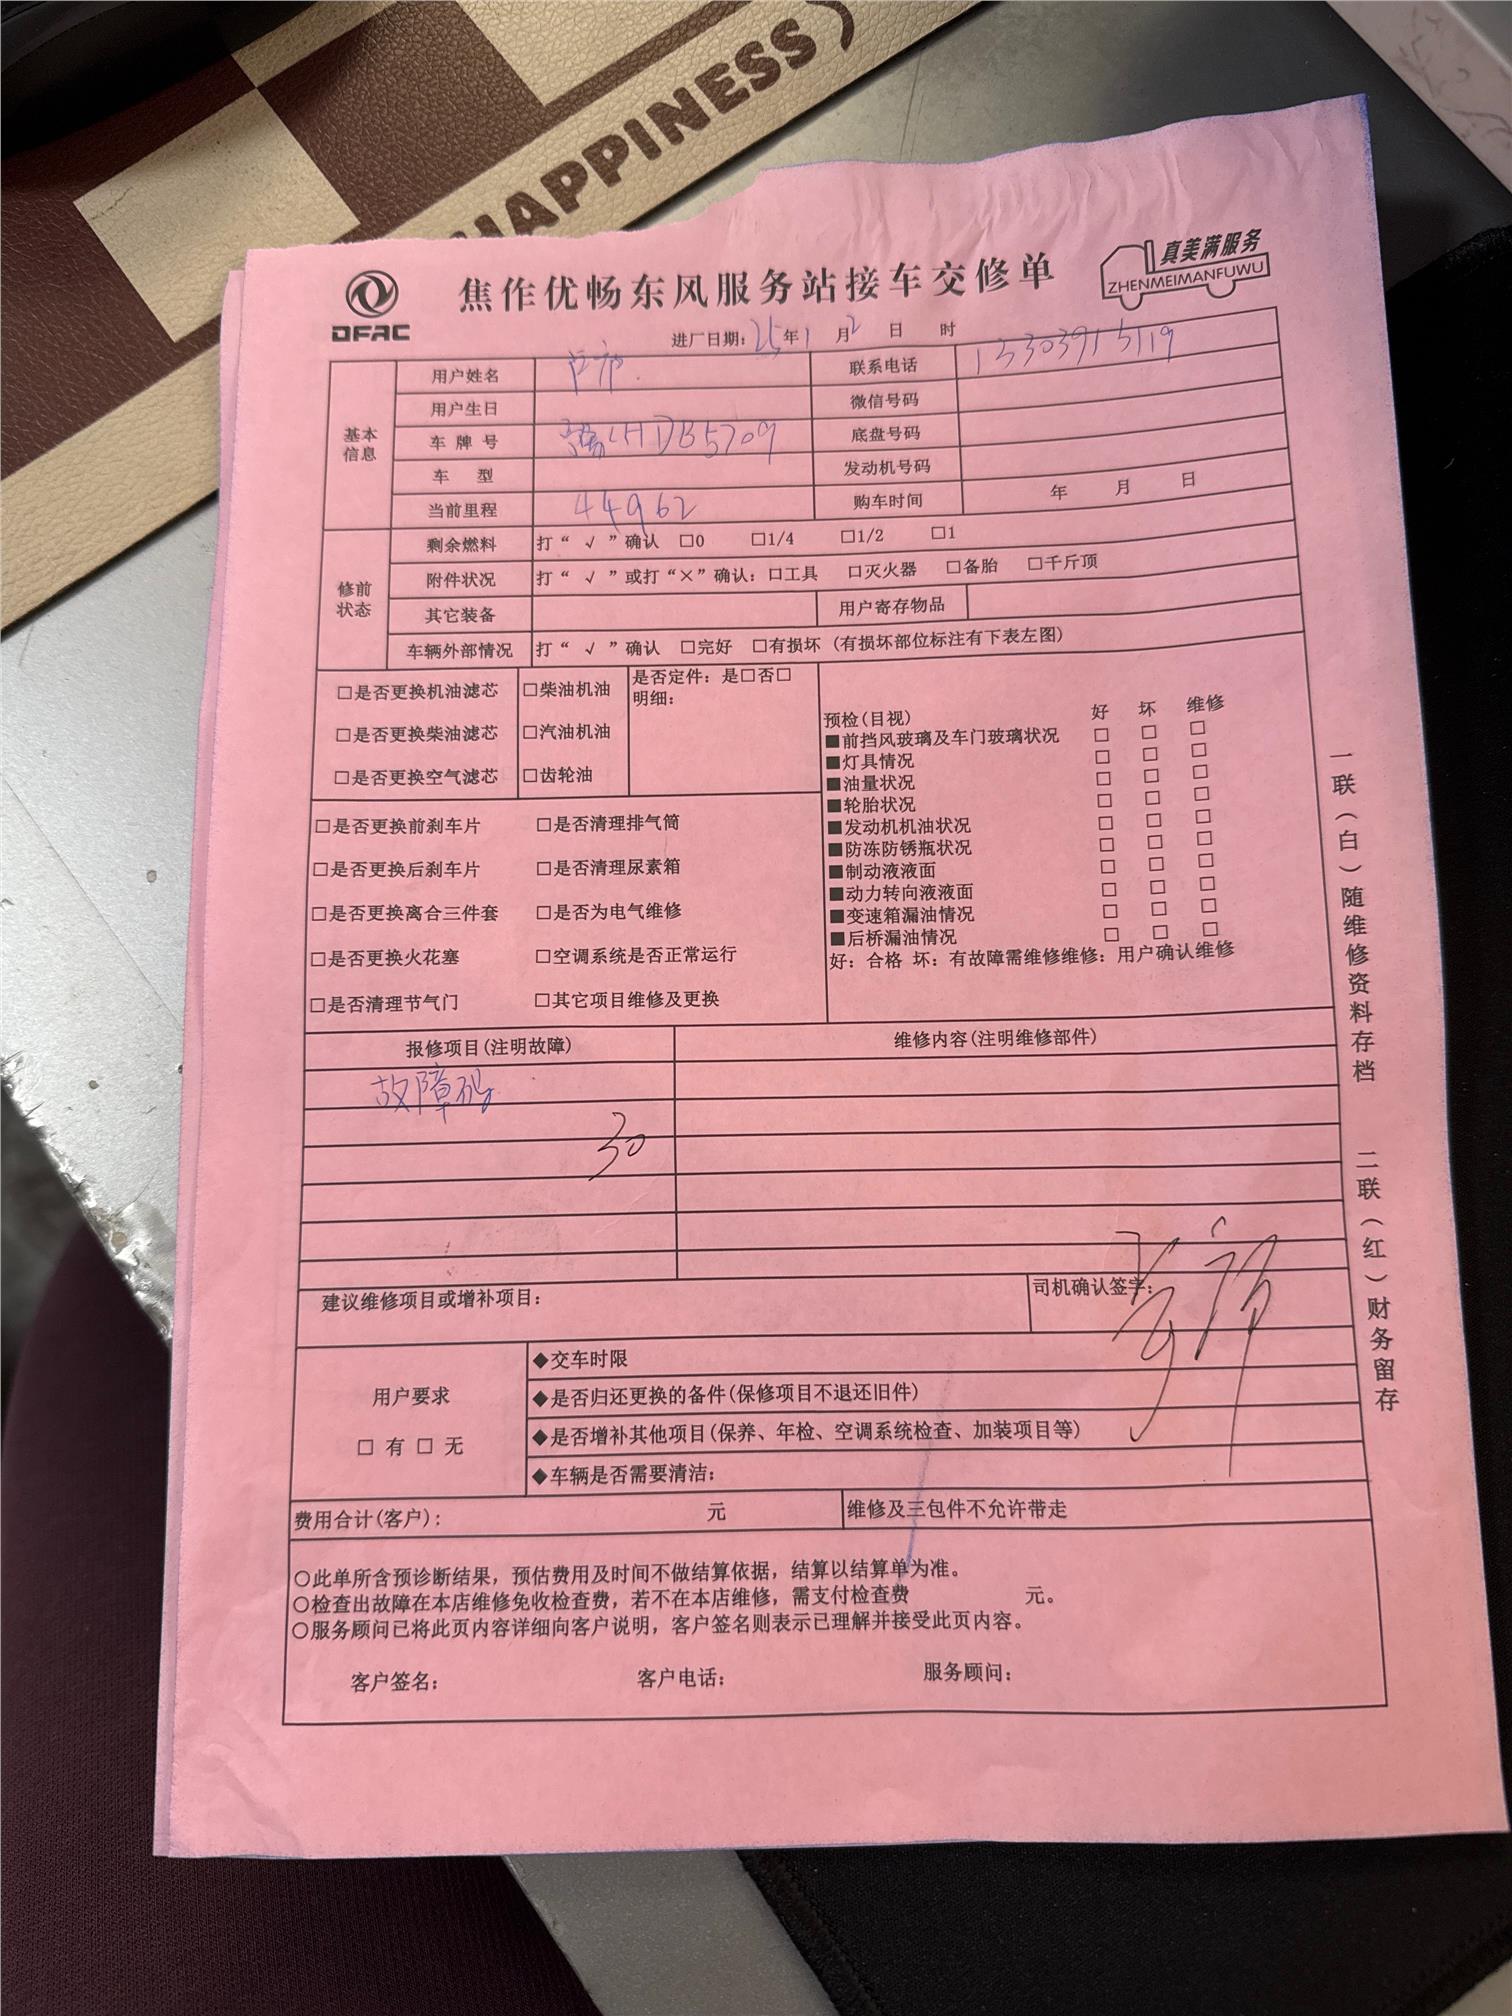 HAPPINESS)
DFAC
焦作优畅东风服务站接车交修单
真美满服务
ZHENMEIMANFUWU
进厂日期：25年1月2日 时
基本信息
用户姓名
联系电话 13303915119
用户生日
微信号码
车牌号 豫HDB5709
底盘号码
车型
发动机号码
当前里程 44962
购车时间 年 月 日
修前状态
剩余燃料 打“√”确认 □0 □1/4 □1/2 □1
附件状况 打“√”或打“×”确认：□工具 □灭火器 □备胎 □千斤顶
其它装备
用户寄存物品
车辆外部情况 打“√”确认 □完好 □有损坏（有损坏部位标注有下表左图）
□是否更换机油滤芯 □柴油机油
□是否更换柴油滤芯 □汽油机油
□是否更换空气滤芯 □齿轮油
是否定件：是□否□
明细：
□是否更换前刹车片 □是否清理排气筒
□是否更换后刹车片 □是否清理尿素箱
□是否更换离合三件套 □是否为电气维修
□是否更换火花塞 □空调系统是否正常运行
□是否清理节气门 □其它项目维修及更换
预检(目视) 好 坏 维修
■前挡风玻璃及车门玻璃状况 □ □ □
■灯具情况 □ □ □
■油量状况 □ □ □
■轮胎状况 □ □ □
■发动机机油状况 □ □ □
■防冻防锈瓶状况 □ □ □
■制动液液面 □ □ □
■动力转向液液面 □ □ □
■变速箱漏油情况 □ □ □
■后桥漏油情况 □ □ □
好：合格 坏：有故障需维修维修：用户确认维修
报修项目(注明故障) 维修内容(注明维修部件)
故障码
30
建议维修项目或增补项目：
司机确认签字：
用户要求
□ 有 □ 无
◆交车时限
◆是否归还更换的备件(保修项目不退还旧件)
◆是否增补其他项目(保养、年检、空调系统检查、加装项目等)
◆车辆是否需要清洁：
费用合计(客户)： 元
维修及三包件不允许带走
○此单所含预诊断结果，预估费用及时间不做结算依据，结算以结算单为准。
○检查出故障在本店维修免收检查费，若不在本店维修，需支付检查费 元。
○服务顾问已将此页内容详细向客户说明，客户签名则表示已理解并接受此页内容。
客户签名： 客户电话： 服务顾问：
一联（白）随维修资料存档 二联（红）财务留存